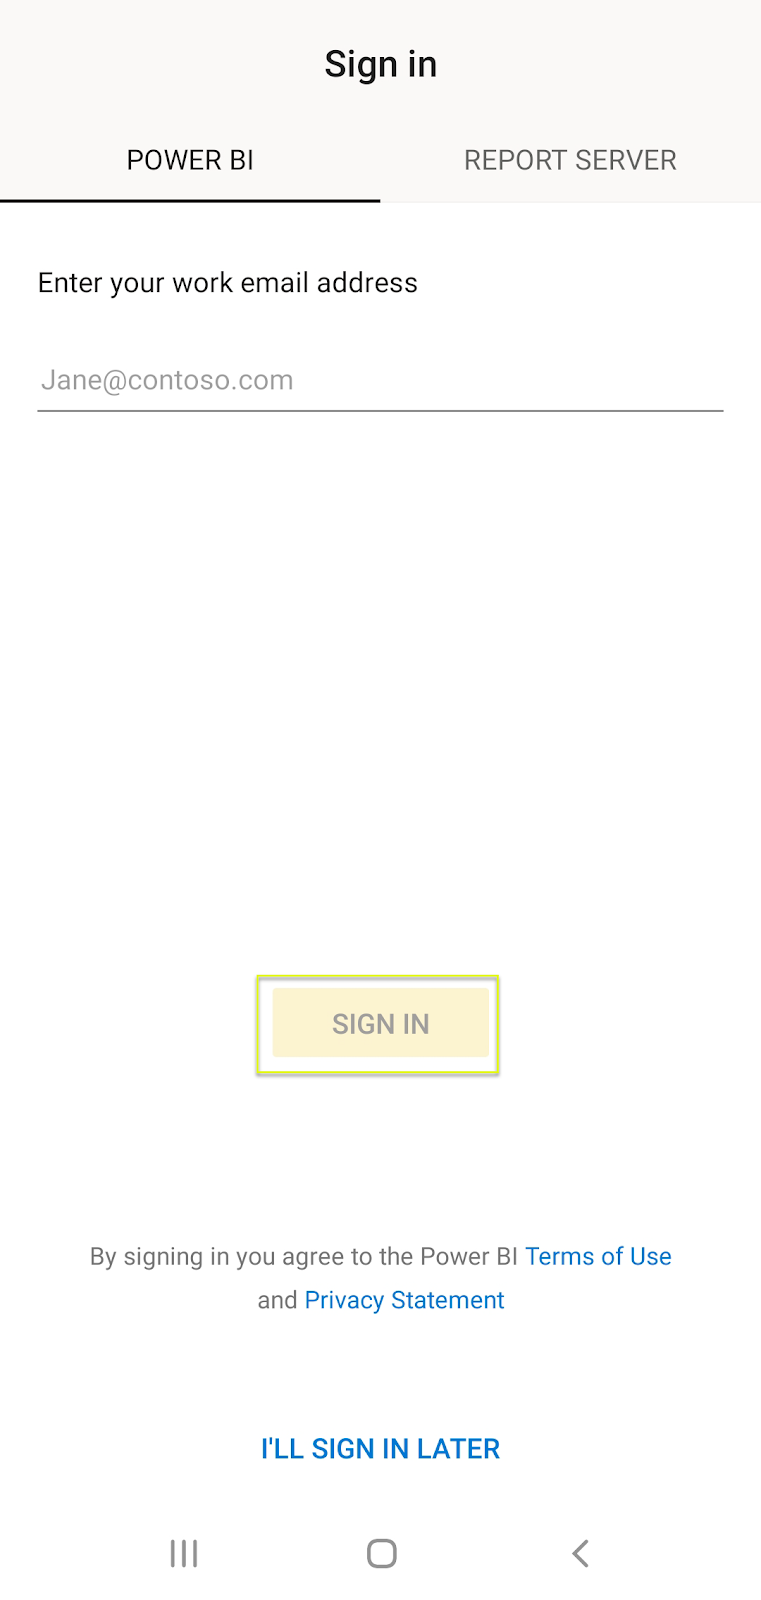 Sign in
POWER BI
REPORT SERVER
Enter your work email address
Jane@contoso.com
SIGN IN
By signing in you agree to the Power BI Terms of Use
and Privacy Statement
I'LL SIGN IN LATER